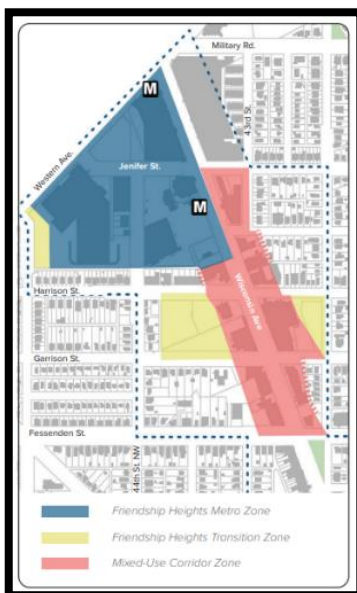 Military Rd.
43rd St.
M
Western Ave.
Jenifer St.
M
Wisconsin Ave
Harrison St.
Garrison St.
Fessenden St.
44th St. NW
Friendship Heights Metro Zone
Friendship Heights Transition Zone
Mixed-Use Corridor Zone